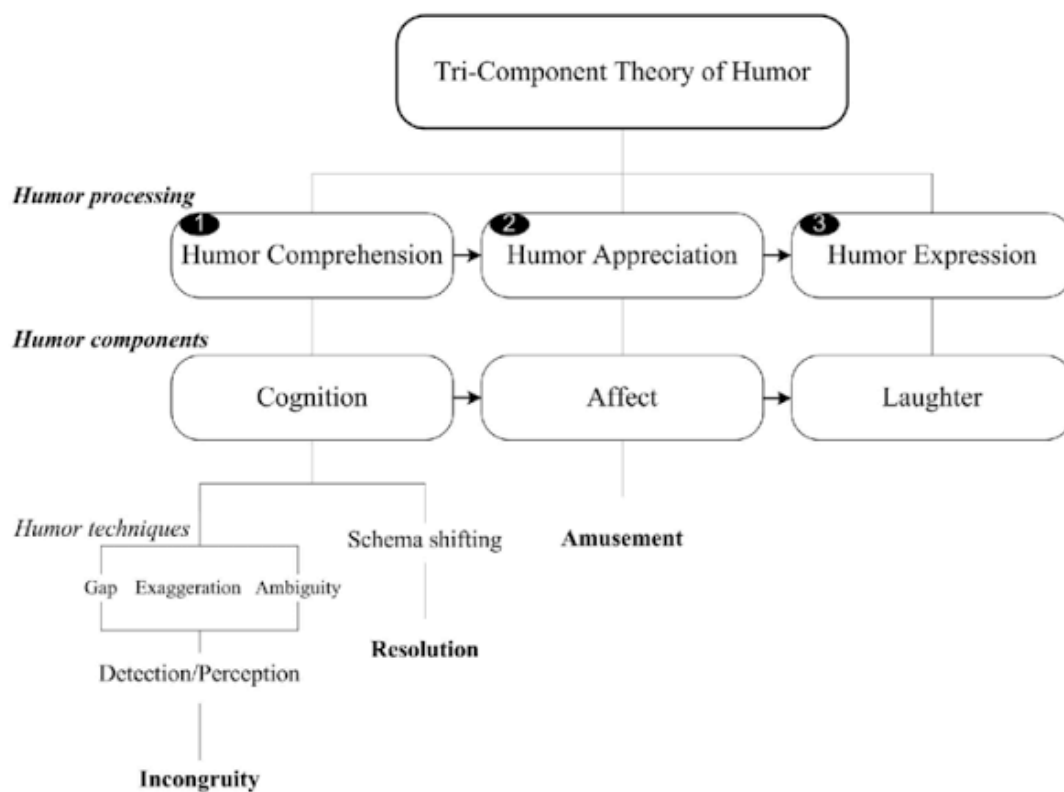 Tri-Component Theory of Humor
Humor processing
1
Humor Comprehension
2
Humor Appreciation
3
Humor Expression
Humor components
Cognition
Affect
Laughter
Humor techniques
Schema shifting
Amusement
Gap Exaggeration Ambiguity
Resolution
Detection/Perception
Incongruity